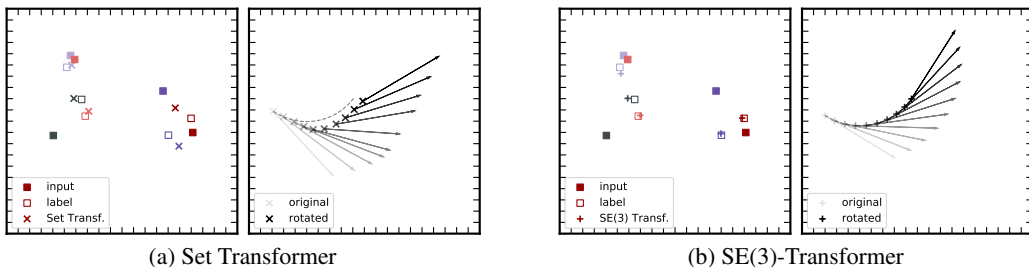 input
label
Set Transf.
original
rotated
(a) Set Transformer
input
label
SE(3) Transf.
original
rotated
(b) SE(3)-Transformer